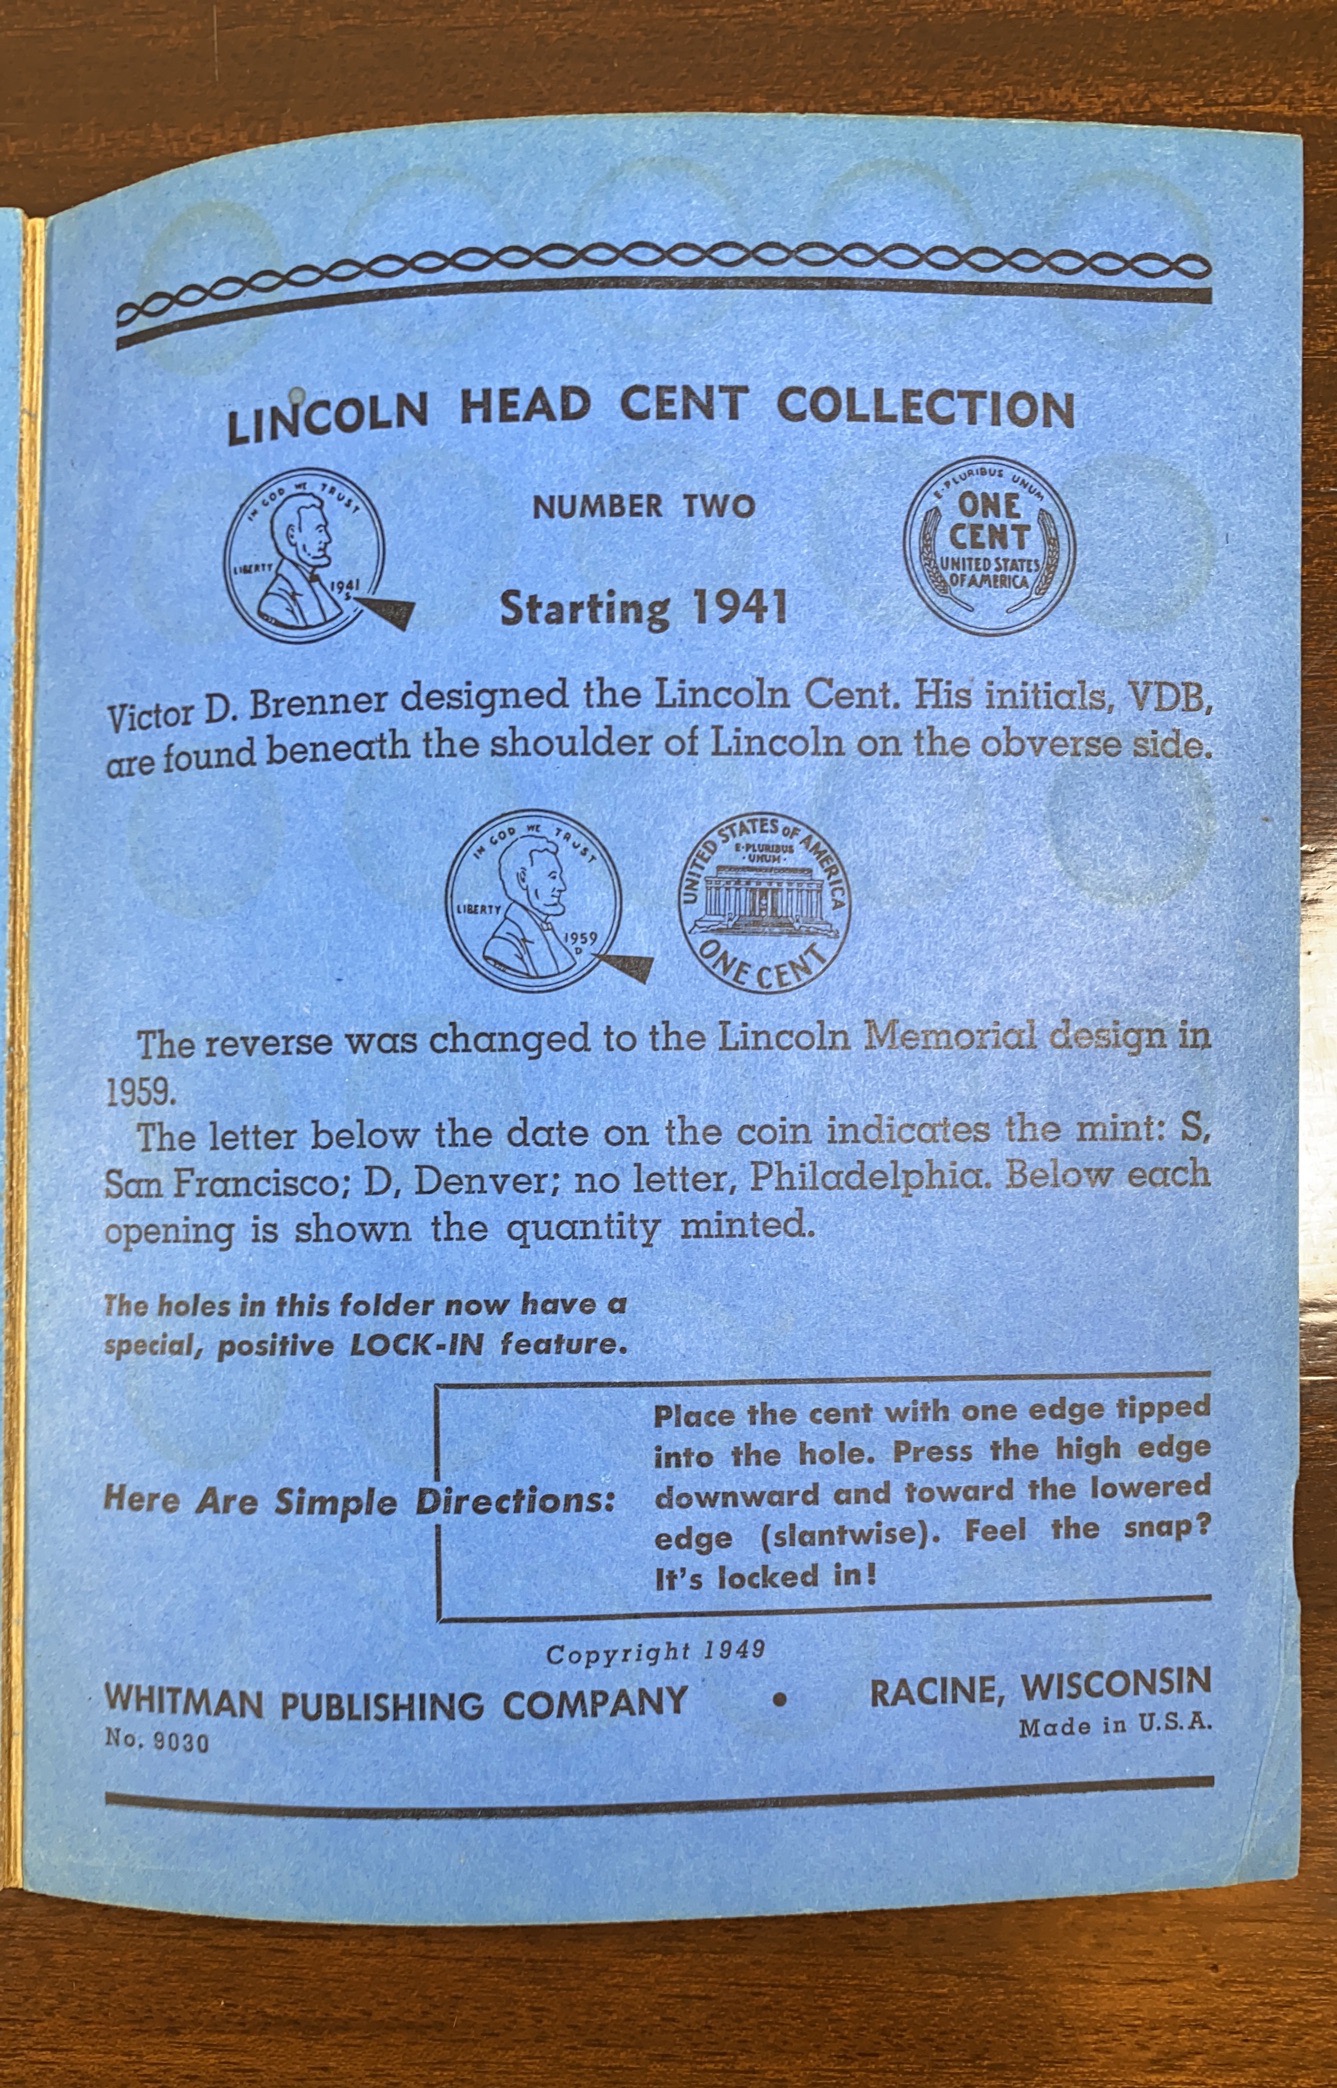 LINCOLN HEAD CENT COLLECTION
IN GOD WE TRUST
LIBERTY
1941
S
NUMBER TWO
Starting 1941
E·PLURIBUS UNUM
ONE
CENT
UNITED STATES
OF AMERICA
Victor D. Brenner designed the Lincoln Cent. His initials, VDB,
are found beneath the shoulder of Lincoln on the obverse side.
IN GOD WE TRUST
LIBERTY
1959
D
UNITED STATES OF AMERICA
E·PLURIBUS
·UNUM·
ONE CENT
The reverse was changed to the Lincoln Memorial design in
1959.
The letter below the date on the coin indicates the mint: S,
San Francisco; D, Denver; no letter, Philadelphia. Below each
opening is shown the quantity minted.
The holes in this folder now have a
special, positive LOCK-IN feature.
Here Are Simple Directions:
Place the cent with one edge tipped
into the hole. Press the high edge
downward and toward the lowered
edge (slantwise). Feel the snap?
It's locked in!
Copyright 1949
WHITMAN PUBLISHING COMPANY • RACINE, WISCONSIN
No. 9030
Made in U.S.A.